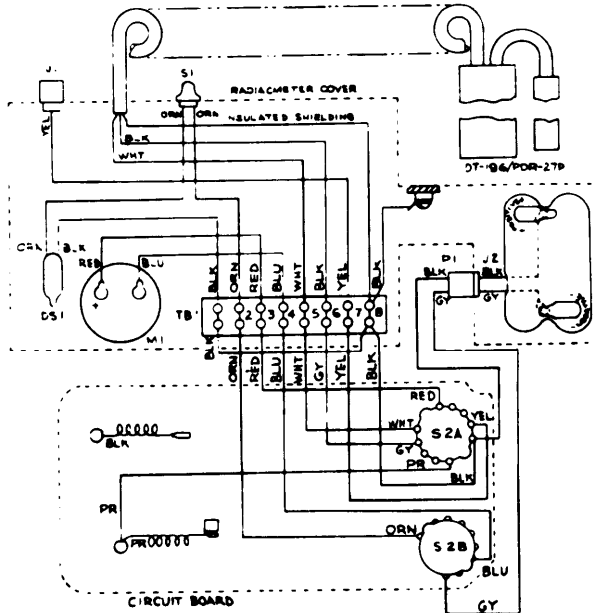 J1
S1
RADIACMETER COVER
ORN ORN
INSULATED SHIELDING
YEL
BLK
WHT
DT-186/PDR-27P
ORN
BLK
RED
BLU
DS1
+
M1
BLK
ORN
RED
BLU
WHT
BLK
YEL
BLK
TB1
2
3
4
5
6
7
8
BLK
ORN
RED
BLU
WHT
GY
YEL
BLK
P1
J2
BLK
BLK
GY
GY
RED
YEL
WHT
S2A
GY
PR
BLK
BLK
PR
PR
ORN
S2B
BLU
GY
CIRCUIT BOARD